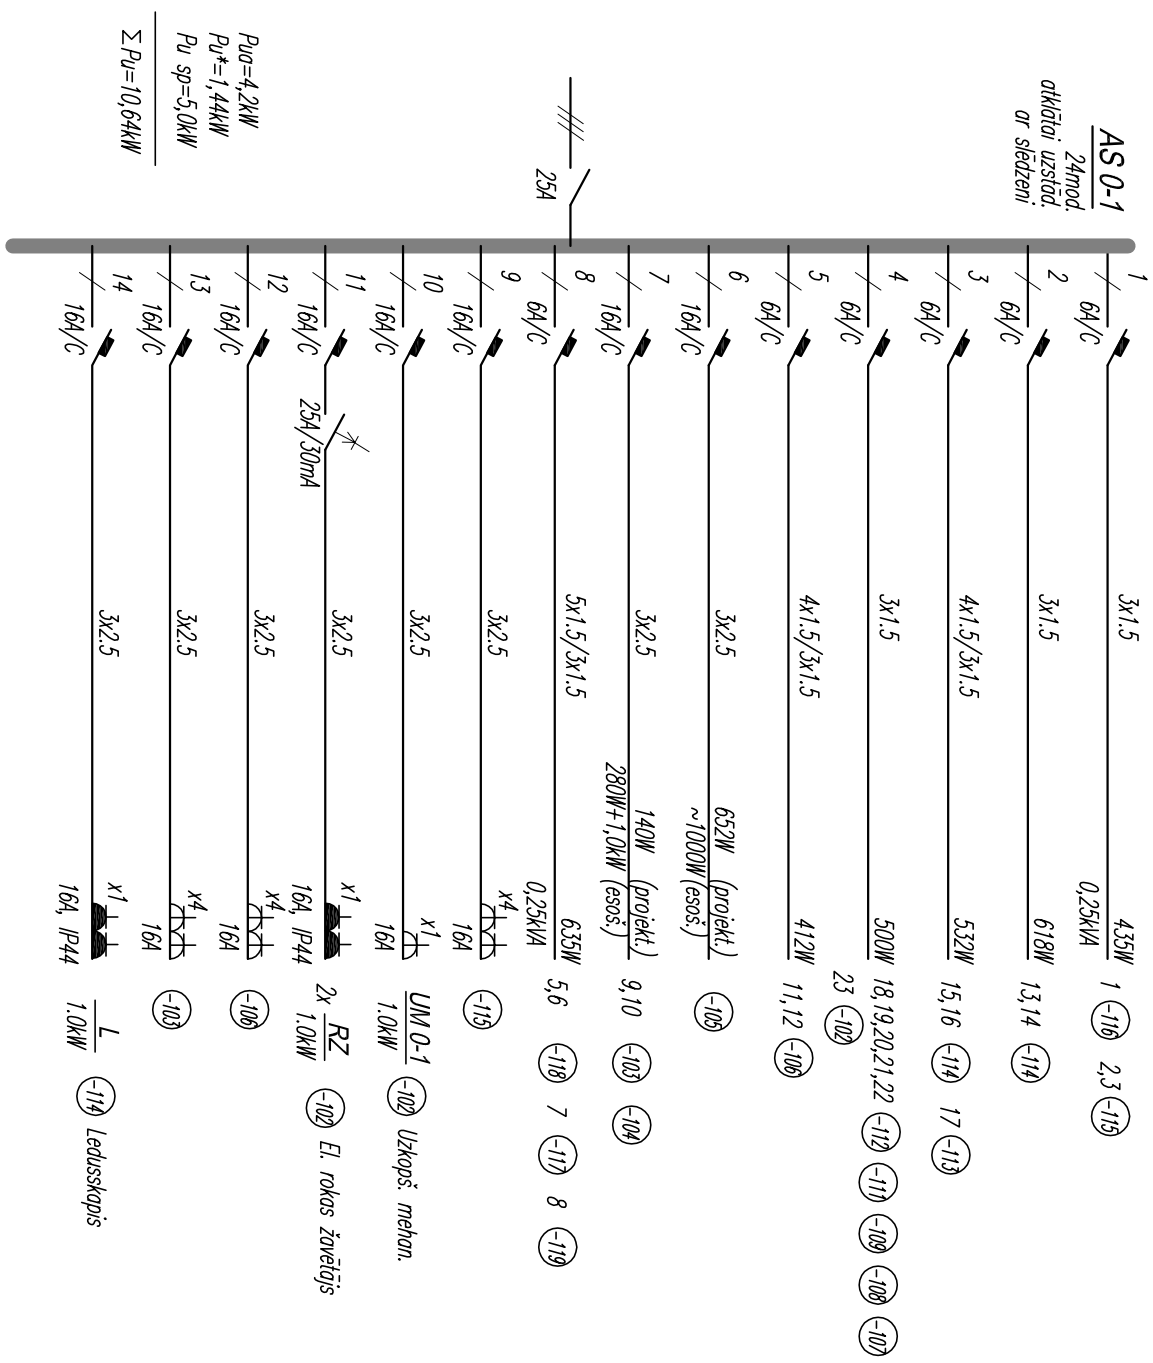 AS 0-1
24mod.
atklātai uzstād.
ar slēdzeni
25A
Pua=4,2kW
Pu*=1,44kW
Pu sp=5,0kW
ΣPu=10,64kW
1
6A/C
3x1.5
435W
0,25kVA
1 -116 2,3 -115
2
6A/C
3x1.5
618W
13,14 -114
3
6A/C
4x1.5/3x1.5
532W
15,16 -114 17 -113
4
6A/C
3x1.5
500W
18,19,20,21,22 -112 -111 -109 -108 -107
23 -102
5
6A/C
4x1.5/3x1.5
412W
11,12 -106
6
16A/C
3x2.5
652W (projekt.)
~1000W (esoš.)
-105
7
16A/C
3x2.5
140W (projekt.)
280W+1,0kW (esoš.)
9,10 -103 -104
8
6A/C
5x1.5/3x1.5
635W
0,25kVA
5,6 -118 7 -117 8 -119
9
16A/C
3x2.5
x4
16A
-115
10
16A/C
3x2.5
x1
16A
UM 0-1
1.0kW
-102 Uzkopš. mehan.
11
16A/C
25A/30mA
3x2.5
x1
16A, IP44
2x RZ
1.0kW
-102 El. rokas žāvētājs
12
16A/C
3x2.5
x4
16A
-106
13
16A/C
3x2.5
x4
16A
-103
14
16A/C
3x2.5
x1
16A, IP44
L
1.0kW
-114 Ledusskapis